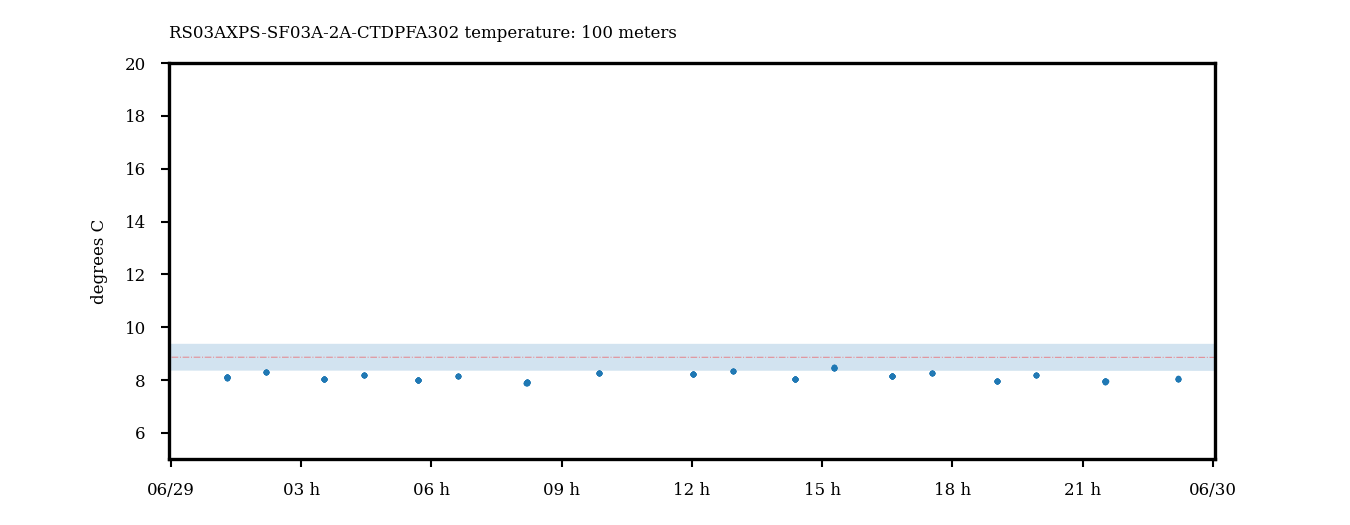 RS03AXPS-SF03A-2A-CTDPFA302 temperature: 100 meters
20
18
16
14
12
10
8
6
degrees C
06/29
03 h
06 h
09 h
12 h
15 h
18 h
21 h
06/30